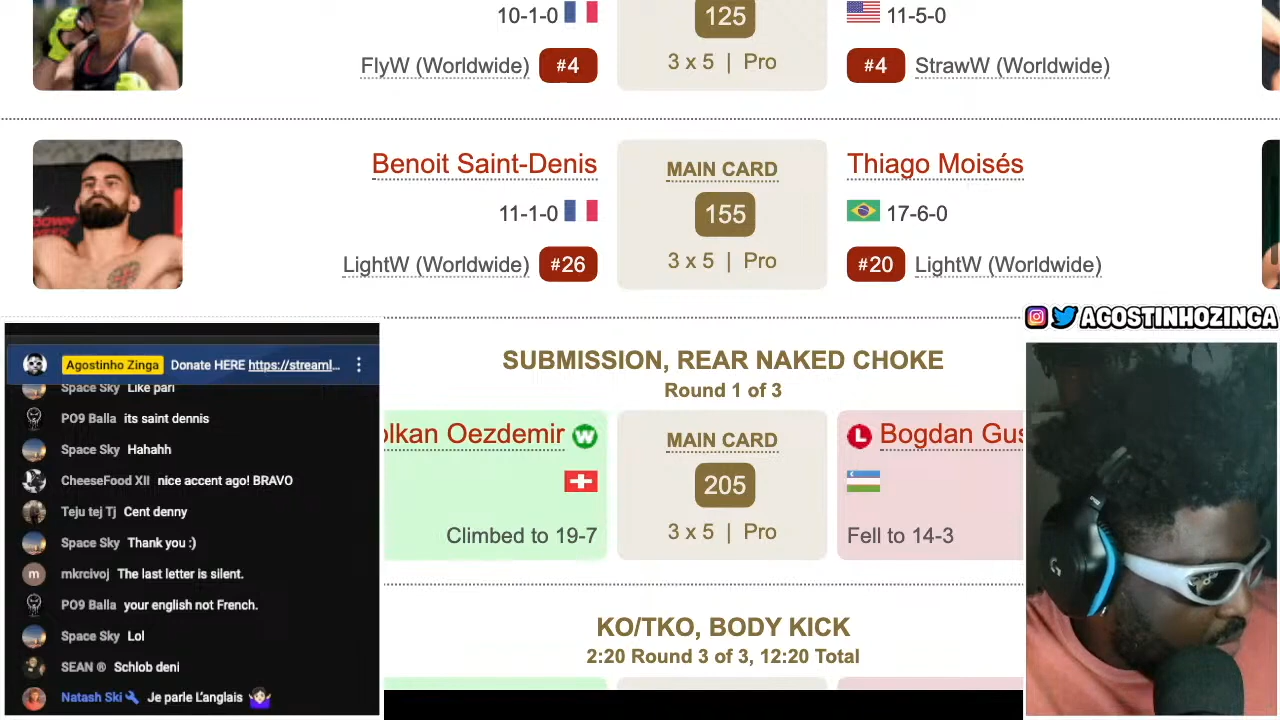 10-1-0
125
11-5-0
FlyW (Worldwide) #4
3 x 5 | Pro
#4 StrawW (Worldwide)
Benoit Saint-Denis
MAIN CARD
Thiago Moisés
11-1-0
155
17-6-0
LightW (Worldwide) #26
3 x 5 | Pro
#20 LightW (Worldwide)
AGOSTINHOZINGA
SUBMISSION, REAR NAKED CHOKE
Round 1 of 3
olkan Oezdemir W
MAIN CARD
L Bogdan Gus
205
Climbed to 19-7
3 x 5 | Pro
Fell to 14-3
KO/TKO, BODY KICK
2:20 Round 3 of 3, 12:20 Total
Agostinho Zinga Donate HERE https://streaml...
Space Sky Like pari
PO9 Balla its saint dennis
Space Sky Hahahh
CheeseFood XII nice accent ago! BRAVO
Teju tej Tj Cent denny
Space Sky Thank you :)
m mkrcivoj The last letter is silent.
PO9 Balla your english not French.
Space Sky Lol
SEAN ® Schlob deni
Natash Ski Je parle L'anglais